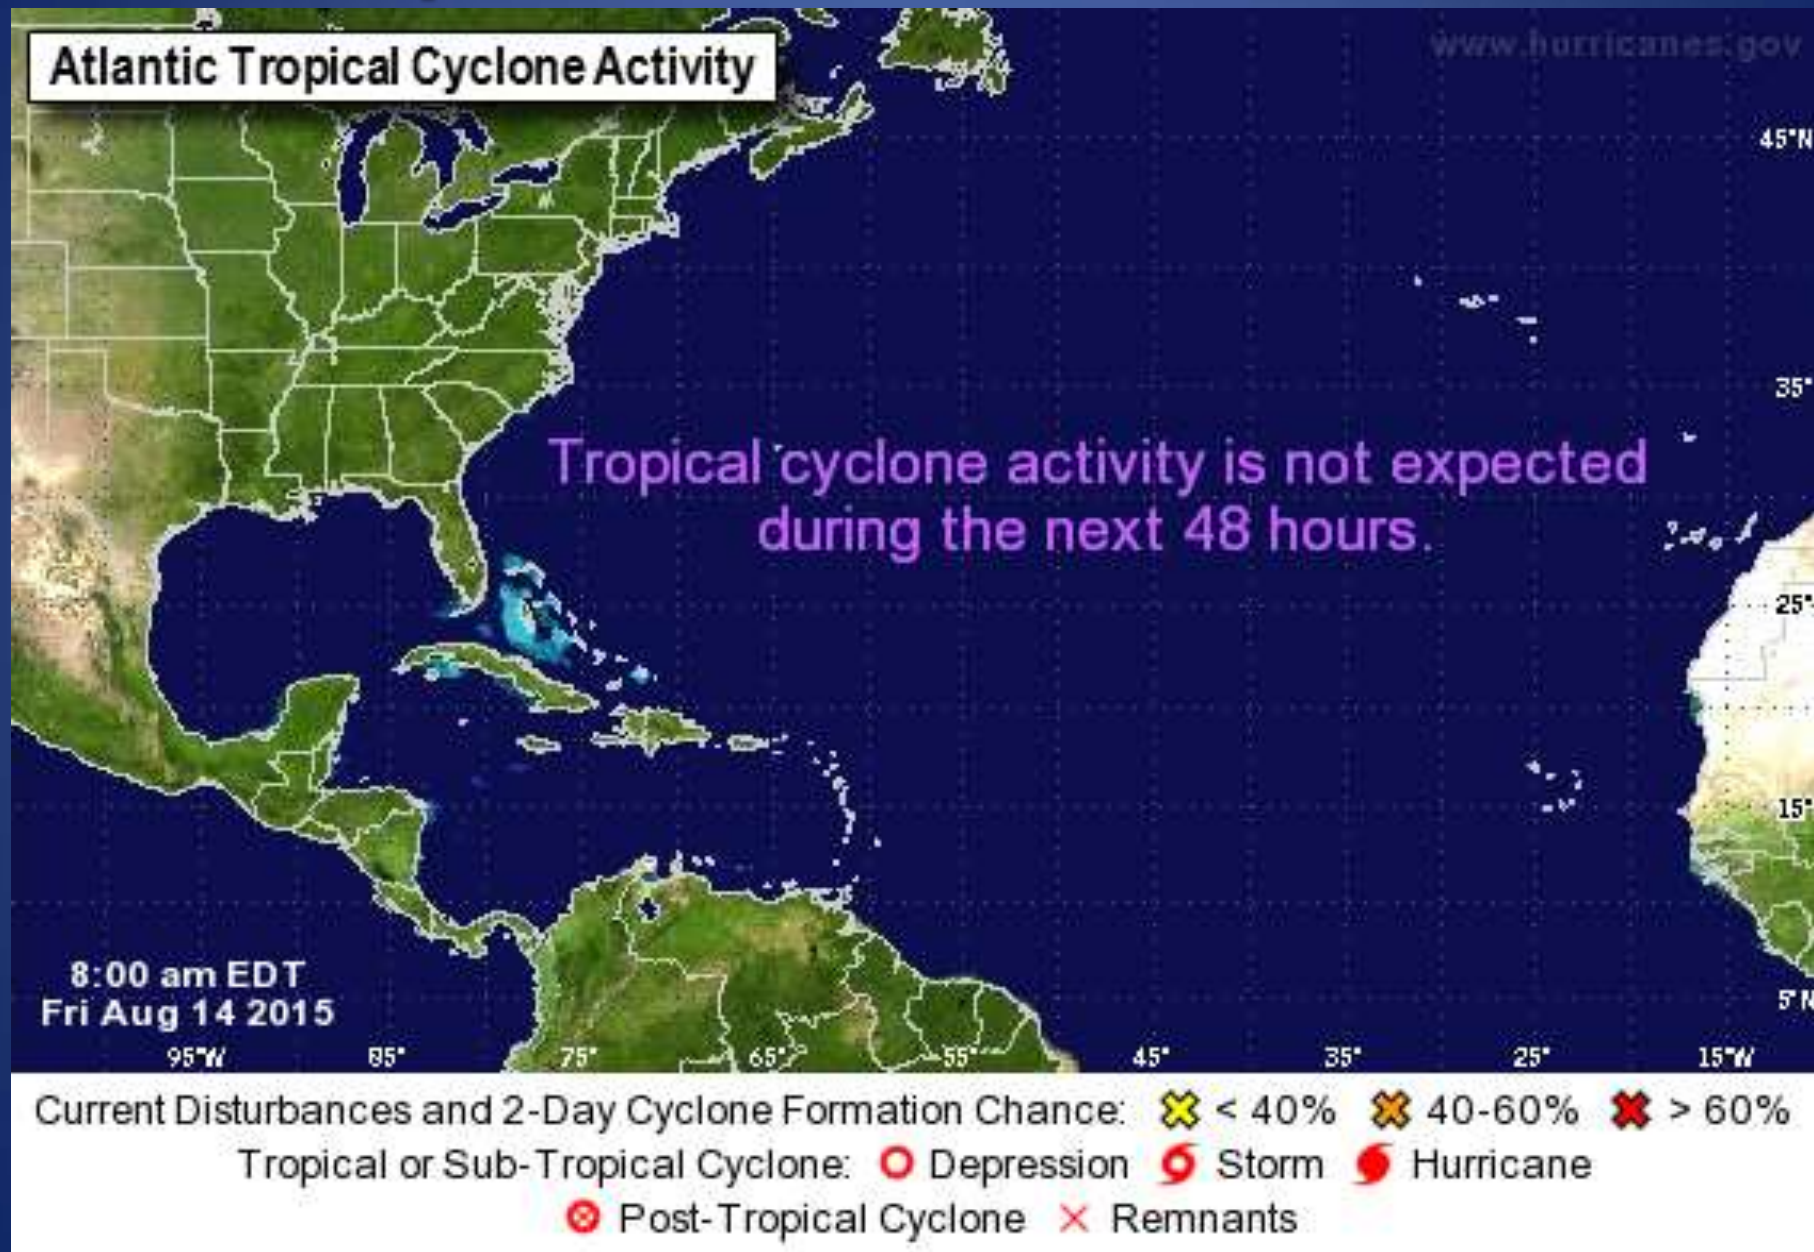 Atlantic Tropical Cyclone Activity
www.hurricanes.gov
45°N
35°
Tropical cyclone activity is not expected
during the next 48 hours.
25°
15°
8:00 am EDT
Fri Aug 14 2015
5°N
95°W 85° 75° 65° 55° 45° 35° 25° 15°W
Current Disturbances and 2-Day Cyclone Formation Chance: < 40% 40-60% > 60%
Tropical or Sub-Tropical Cyclone: Depression Storm Hurricane
Post-Tropical Cyclone Remnants